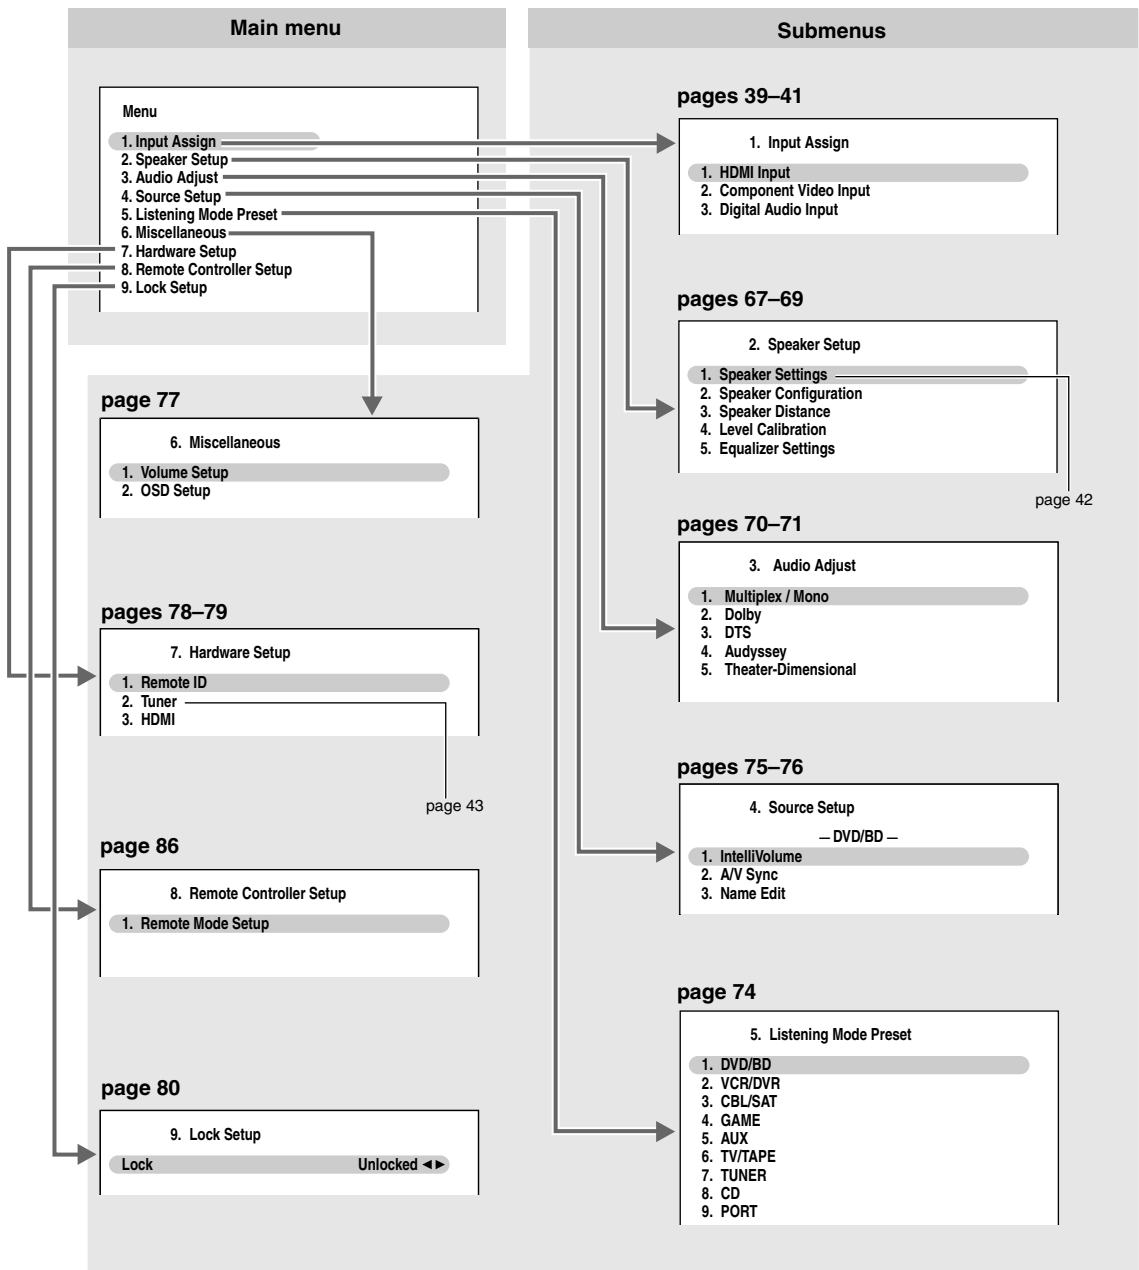 Main menu
Submenus
Menu
1. Input Assign
2. Speaker Setup
3. Audio Adjust
4. Source Setup
5. Listening Mode Preset
6. Miscellaneous
7. Hardware Setup
8. Remote Controller Setup
9. Lock Setup
pages 39–41
1. Input Assign
1. HDMI Input
2. Component Video Input
3. Digital Audio Input
pages 67–69
2. Speaker Setup
1. Speaker Settings
2. Speaker Configuration
3. Speaker Distance
4. Level Calibration
5. Equalizer Settings
page 42
pages 70–71
3. Audio Adjust
1. Multiplex / Mono
2. Dolby
3. DTS
4. Audyssey
5. Theater-Dimensional
pages 75–76
4. Source Setup
— DVD/BD —
1. IntelliVolume
2. A/V Sync
3. Name Edit
page 74
5. Listening Mode Preset
1. DVD/BD
2. VCR/DVR
3. CBL/SAT
4. GAME
5. AUX
6. TV/TAPE
7. TUNER
8. CD
9. PORT
page 77
6. Miscellaneous
1. Volume Setup
2. OSD Setup
pages 78–79
7. Hardware Setup
1. Remote ID
2. Tuner
3. HDMI
page 43
page 86
8. Remote Controller Setup
1. Remote Mode Setup
page 80
9. Lock Setup
Lock Unlocked ◄►